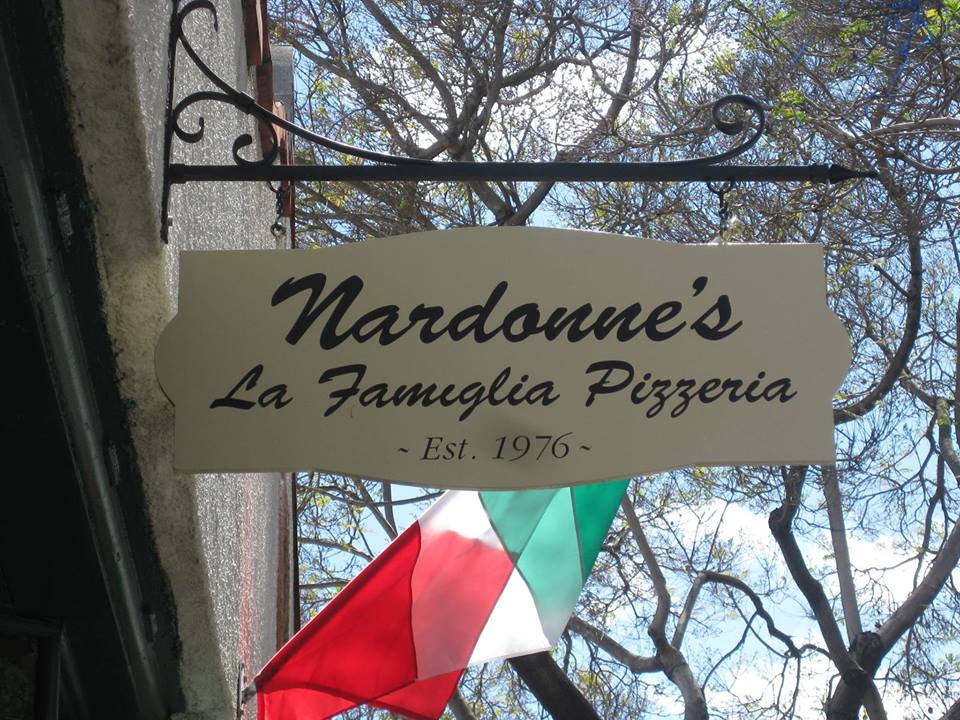 Nardonne's
La Famiglia Pizzeria
~ Est. 1976 ~